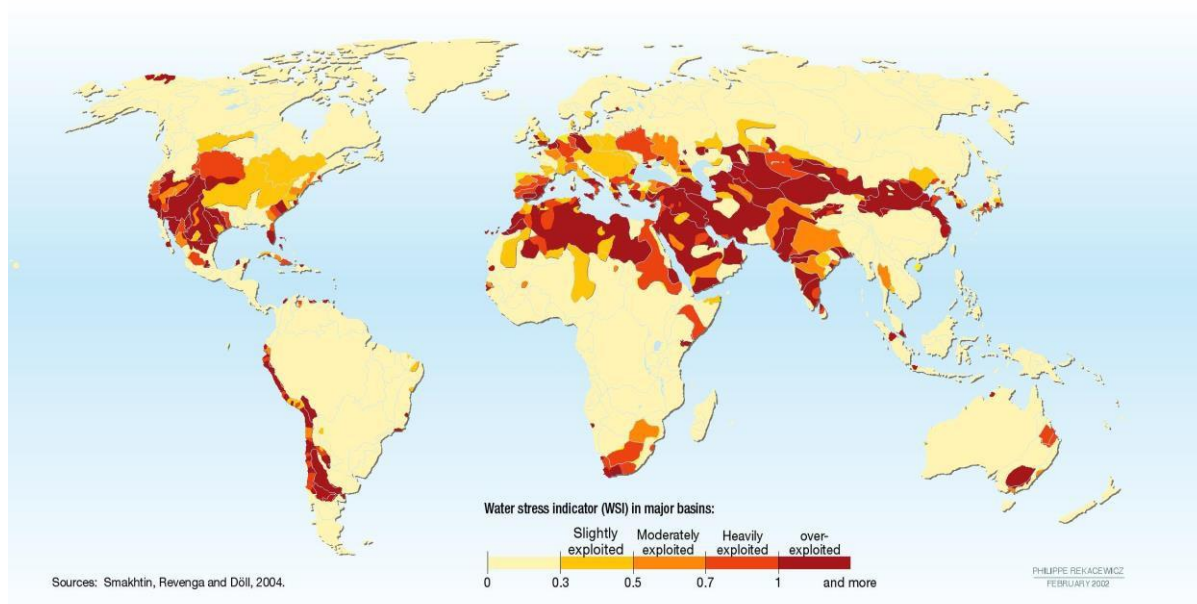 Water stress indicator (WSI) in major basins:
Slightly exploited
Moderately exploited
Heavily exploited
over-exploited
0 0.3 0.5 0.7 1 and more
Sources: Smakhtin, Revenga and Döll, 2004.
PHILIPPE REKACEWICZ
FEBRUARY 2002